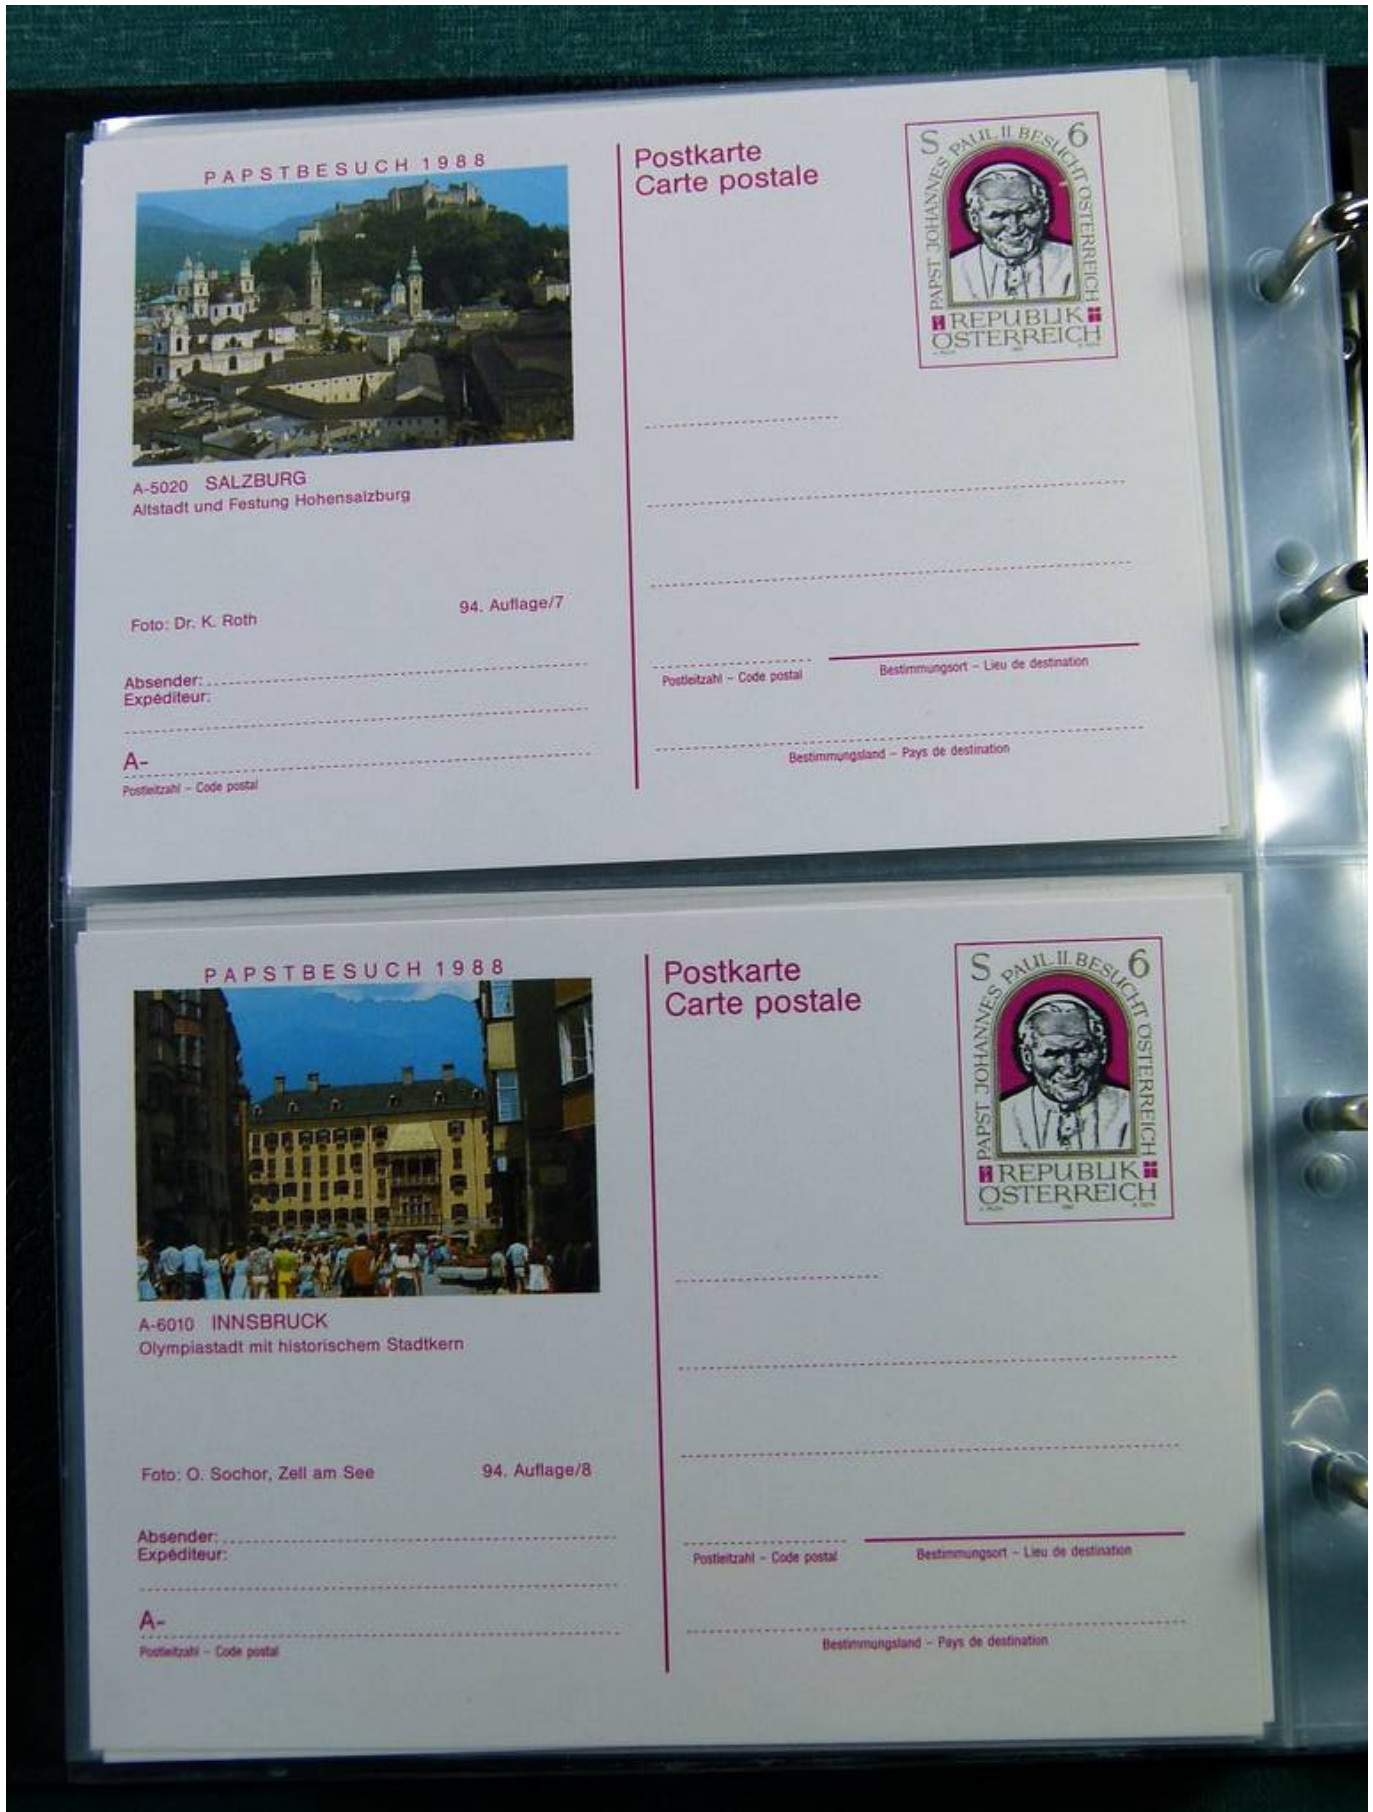 PAPSTBESUCH 1988
Postkarte
Carte postale
S 6
PAPST JOHANNES PAUL II BESUCHT ÖSTERREICH
REPUBLIK
ÖSTERREICH
A-5020 SALZBURG
Altstadt und Festung Hohensalzburg
Foto: Dr. K. Roth
94. Auflage/7
Absender:
Expéditeur:
A-
Postleitzahl – Code postal
Postleitzahl – Code postal
Bestimmungsort – Lieu de destination
Bestimmungsland – Pays de destination
PAPSTBESUCH 1988
Postkarte
Carte postale
S 6
PAPST JOHANNES PAUL II. BESUCHT ÖSTERREICH
REPUBLIK
ÖSTERREICH
A-6010 INNSBRUCK
Olympiastadt mit historischem Stadtkern
Foto: O. Sochor, Zell am See
94. Auflage/8
Absender:
Expéditeur:
A-
Postleitzahl – Code postal
Postleitzahl – Code postal
Bestimmungsort – Lieu de destination
Bestimmungsland – Pays de destination